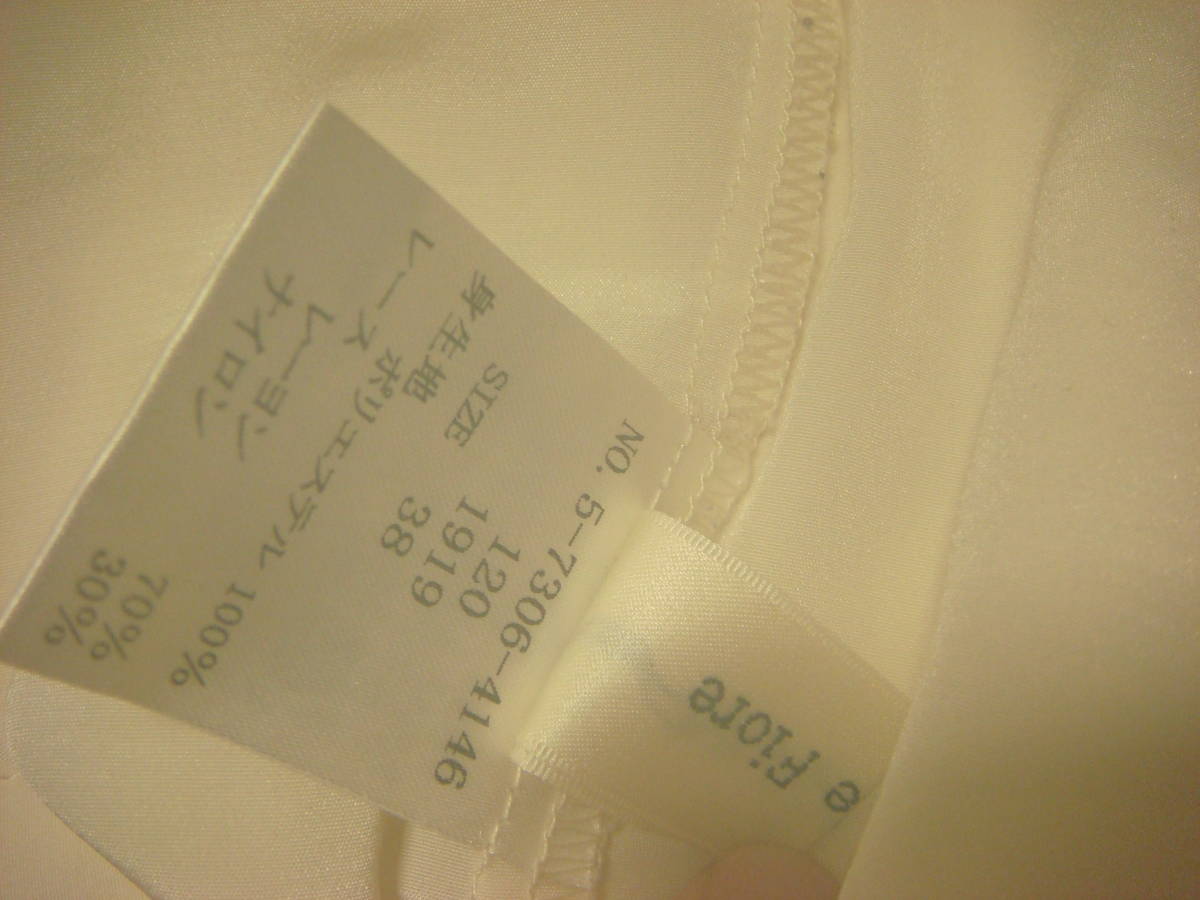 NO. 5-7306-4146
120
1919
SIZE 38
身生地
ポリエステル 100%
レース
レーヨン 70%
ナイロン 30%
e Fiore